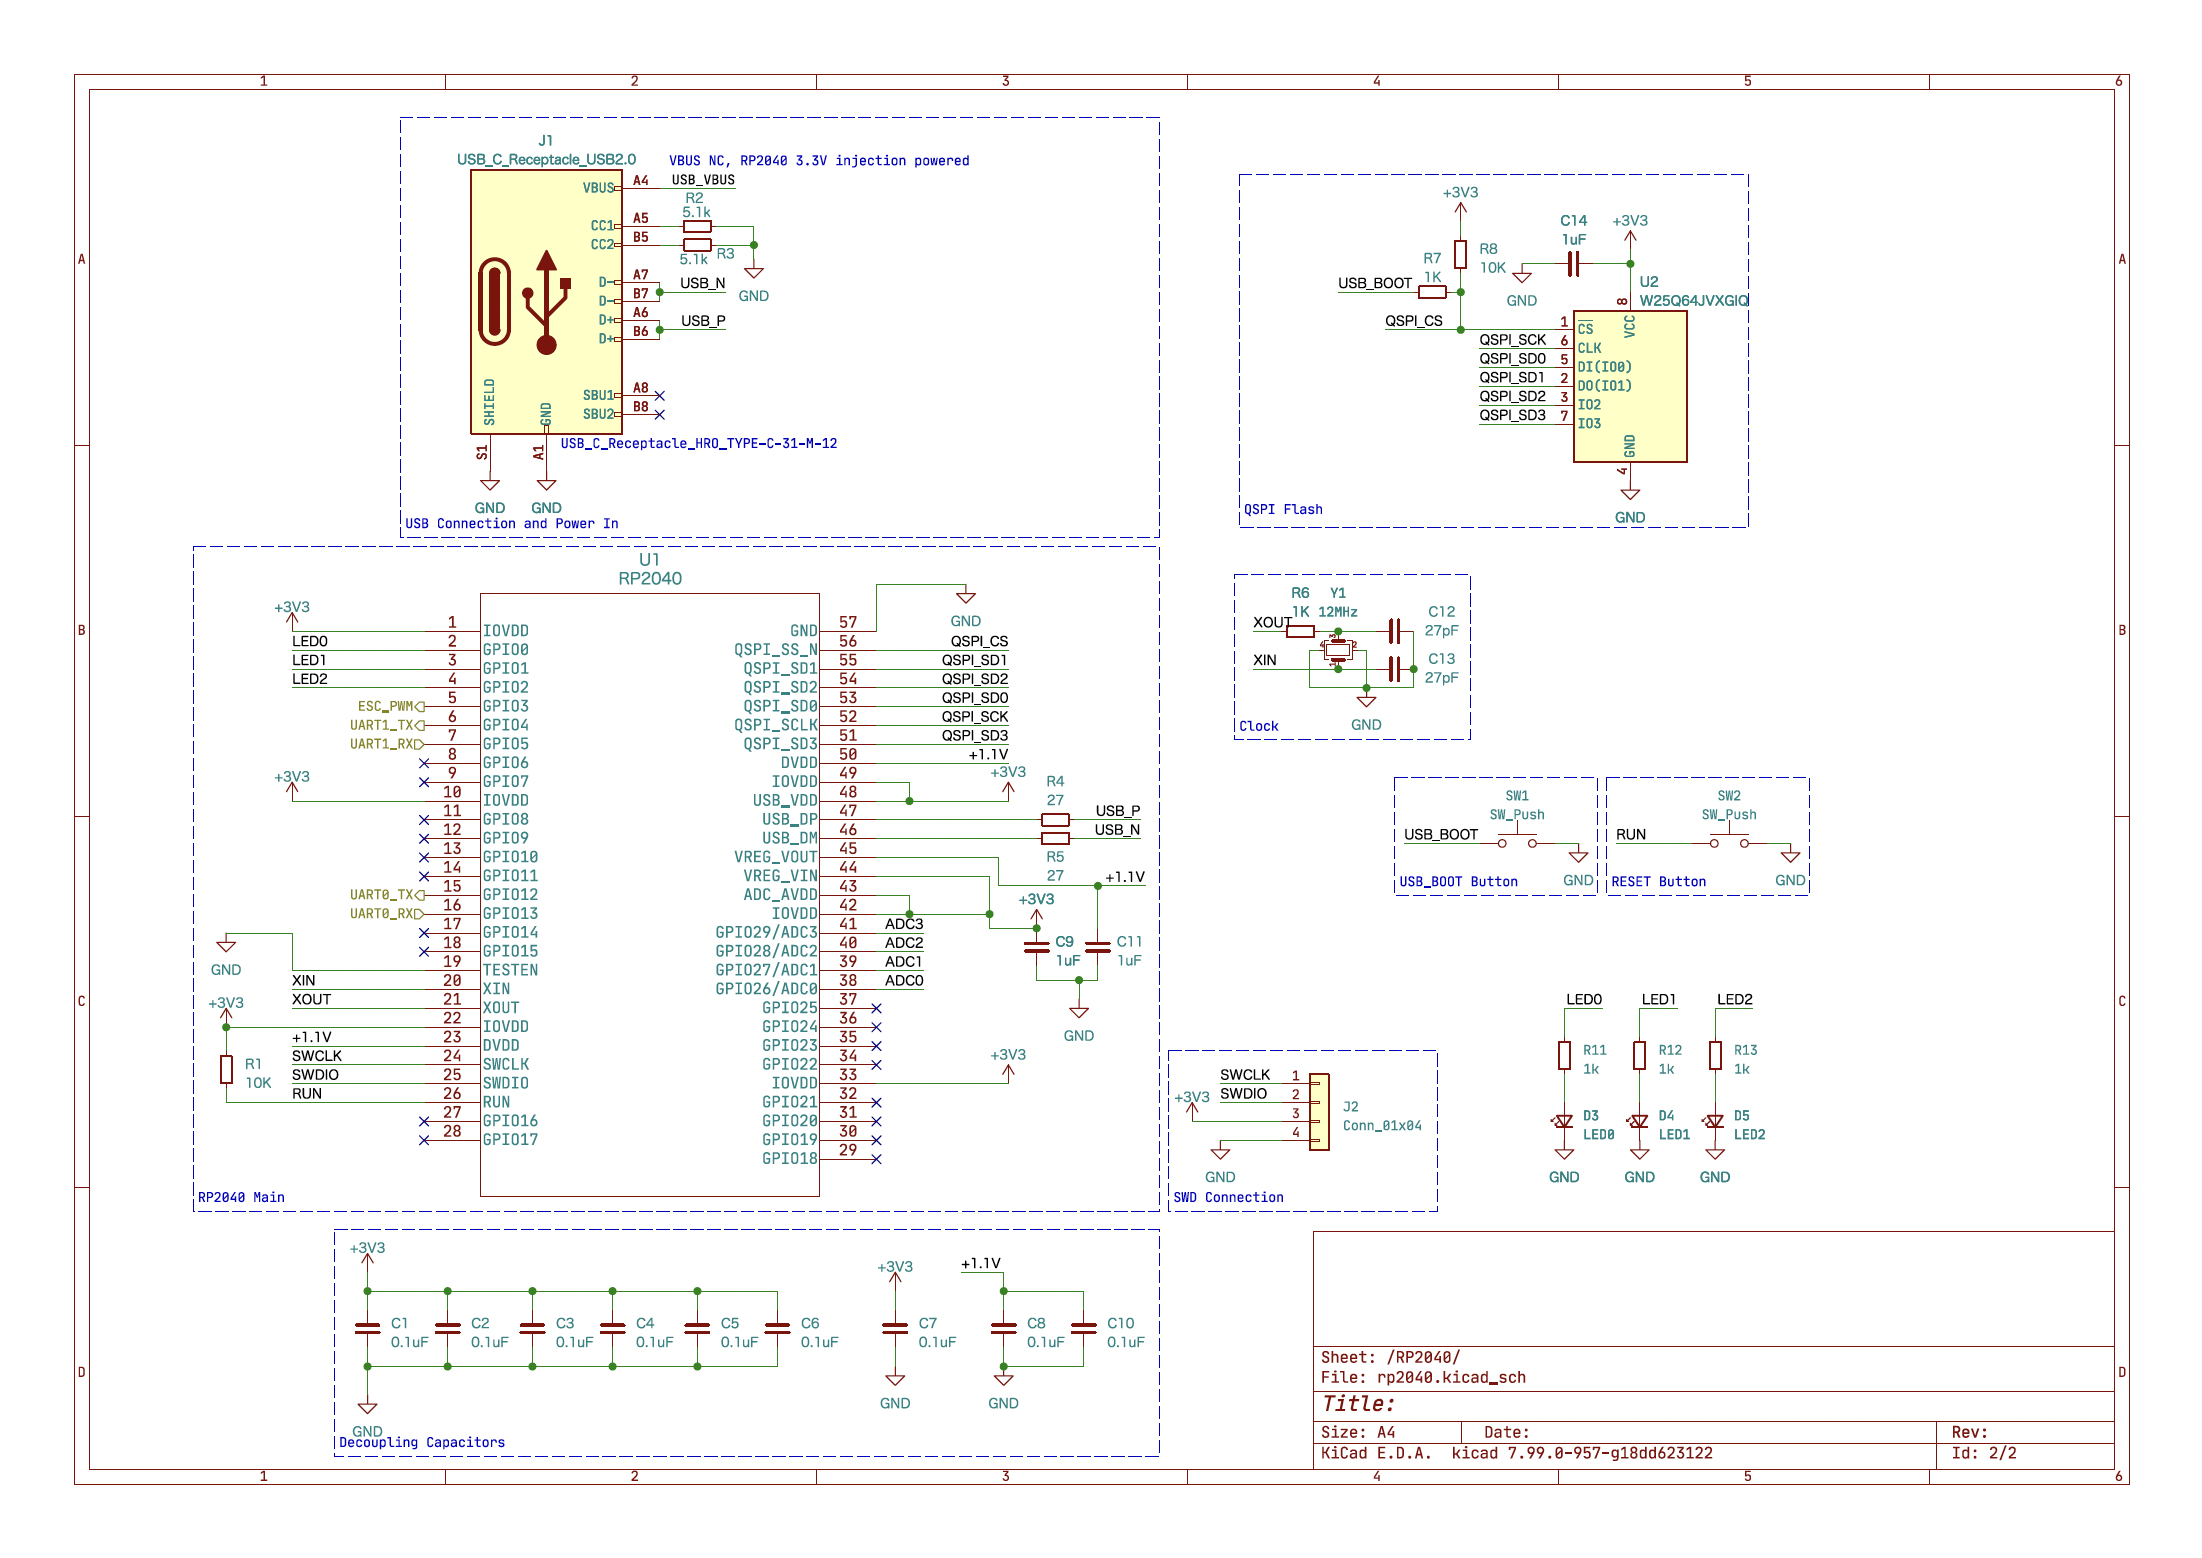 1 2 3 4 5 6
A
B
C
D
J1
USB_C_Receptacle_USB2.0
VBUS NC, RP2040 3.3V injection powered
VBUS A4 USB_VBUS
R2
5.1k
CC1 A5
CC2 B5
R3
5.1k
GND
D- A7
D- B7
USB_N
D+ A6
D+ B6
USB_P
SBU1 A8
SBU2 B8
SHIELD
GND
S1
A1
USB_C_Receptacle_HRO_TYPE-C-31-M-12
GND GND
USB Connection and Power In
+3V3
C14
1uF
+3V3
R8
10K
R7
1K
USB_BOOT
GND
U2
W25Q64JVXGIQ
8
VCC
QSPI_CS 1 CS
QSPI_SCK 6 CLK
QSPI_SD0 5 DI(IO0)
QSPI_SD1 2 DO(IO1)
QSPI_SD2 3 IO2
QSPI_SD3 7 IO3
GND
4
GND
QSPI Flash
U1
RP2040
+3V3
1 IOVDD
LED0 2 GPIO0
LED1 3 GPIO1
LED2 4 GPIO2
ESC_PWM 5 GPIO3
UART1_TX 6 GPIO4
UART1_RX 7 GPIO5
8 GPIO6
9 GPIO7
+3V3
10 IOVDD
11 GPIO8
12 GPIO9
13 GPIO10
14 GPIO11
UART0_TX 15 GPIO12
UART0_RX 16 GPIO13
17 GPIO14
18 GPIO15
GND
19 TESTEN
XIN 20 XIN
XOUT 21 XOUT
+3V3
22 IOVDD
+1.1V 23 DVDD
SWCLK 24 SWCLK
SWDIO 25 SWDIO
RUN 26 RUN
R1
10K
27 GPIO16
28 GPIO17
GND 57
GND
QSPI_SS_N 56 QSPI_CS
QSPI_SD1 55 QSPI_SD1
QSPI_SD2 54 QSPI_SD2
QSPI_SD0 53 QSPI_SD0
QSPI_SCLK 52 QSPI_SCK
QSPI_SD3 51 QSPI_SD3
DVDD 50 +1.1V
IOVDD 49
+3V3
USB_VDD 48
R4
27
USB_DP 47 USB_P
USB_DM 46 USB_N
R5
27
VREG_VOUT 45
+1.1V
VREG_VIN 44
ADC_AVDD 43
IOVDD 42
+3V3
C9
1uF
C11
1uF
GND
GPIO29/ADC3 41 ADC3
GPIO28/ADC2 40 ADC2
GPIO27/ADC1 39 ADC1
GPIO26/ADC0 38 ADC0
GPIO25 37
GPIO24 36
GPIO23 35
GPIO22 34
IOVDD 33
+3V3
GPIO21 32
GPIO20 31
GPIO19 30
GPIO18 29
RP2040 Main
R6
1K
Y1
12MHz
XOUT
XIN
3
4 2
1
C12
27pF
C13
27pF
GND
Clock
SW1
SW_Push
USB_BOOT
GND
USB_BOOT Button
SW2
SW_Push
RUN
GND
RESET Button
LED0 LED1 LED2
R11
1k
R12
1k
R13
1k
D3
LED0
D4
LED1
D5
LED2
GND GND GND
SWCLK 1
SWDIO 2
+3V3 3
4
J2
Conn_01x04
GND
SWD Connection
+3V3
C1
0.1uF
C2
0.1uF
C3
0.1uF
C4
0.1uF
C5
0.1uF
C6
0.1uF
GND
+3V3
C7
0.1uF
GND
+1.1V
C8
0.1uF
C10
0.1uF
GND
Decoupling Capacitors
Sheet: /RP2040/
File: rp2040.kicad_sch
Title:
Size: A4 Date: Rev:
KiCad E.D.A. kicad 7.99.0-957-g18dd623122 Id: 2/2
A
B
C
D
1 2 3 4 5 6